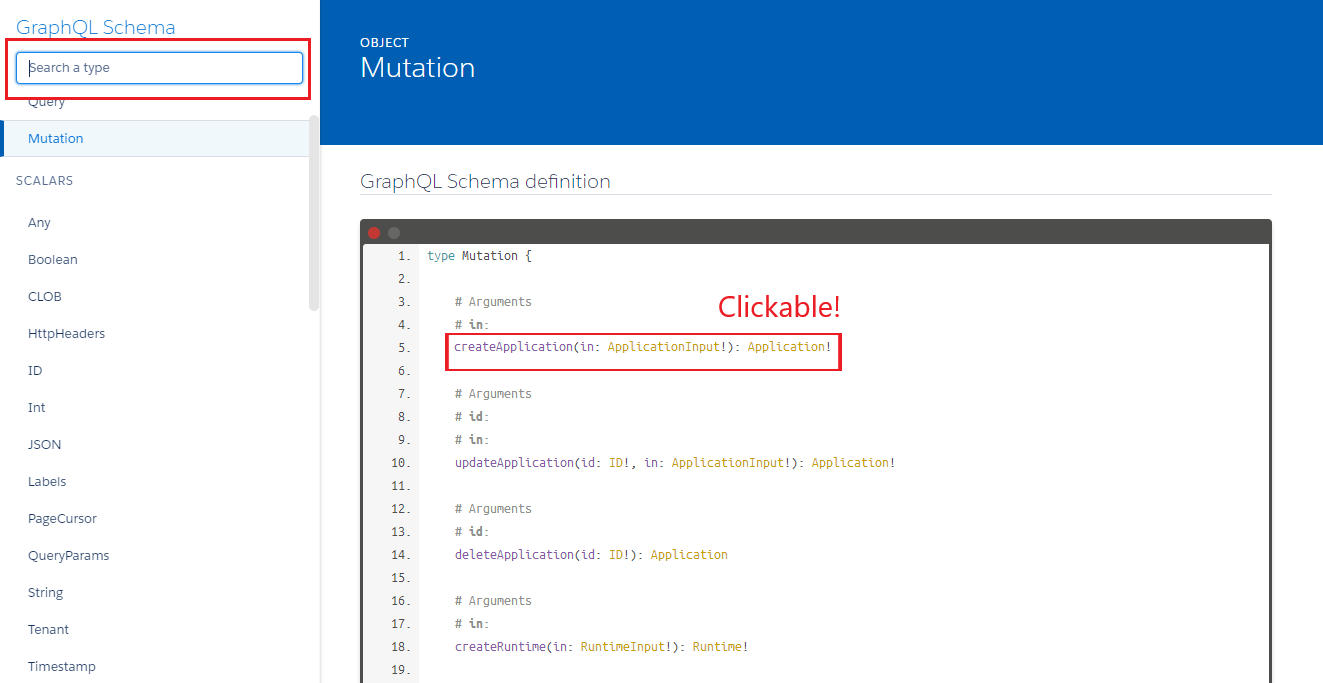 GraphQL Schema
Search a type
Query
Mutation
SCALARS
Any
Boolean
CLOB
HttpHeaders
ID
Int
JSON
Labels
PageCursor
QueryParams
String
Tenant
Timestamp
OBJECT
Mutation
GraphQL Schema definition
1. type Mutation {
2.
3. # Arguments
Clickable!
4. # in:
5. createApplication(in: ApplicationInput!): Application!
6.
7. # Arguments
8. # id:
9. # in:
10. updateApplication(id: ID!, in: ApplicationInput!): Application!
11.
12. # Arguments
13. # id:
14. deleteApplication(id: ID!): Application
15.
16. # Arguments
17. # in:
18. createRuntime(in: RuntimeInput!): Runtime!
19.